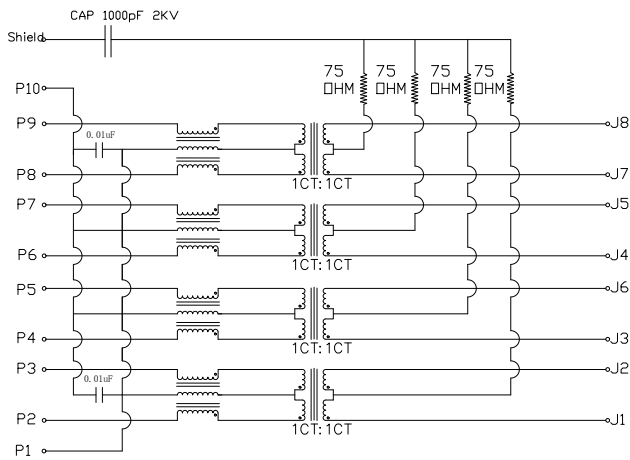 CAP 1000pF 2KV
Shield
75 75 75 75
OHM OHM OHM OHM
P10
P9
0.01uF
J8
P8
J7
1CT:1CT
P7
J5
P6
J4
1CT:1CT
P5
J6
P4
J3
1CT:1CT
P3
0.01uF
J2
P2
J1
1CT:1CT
P1